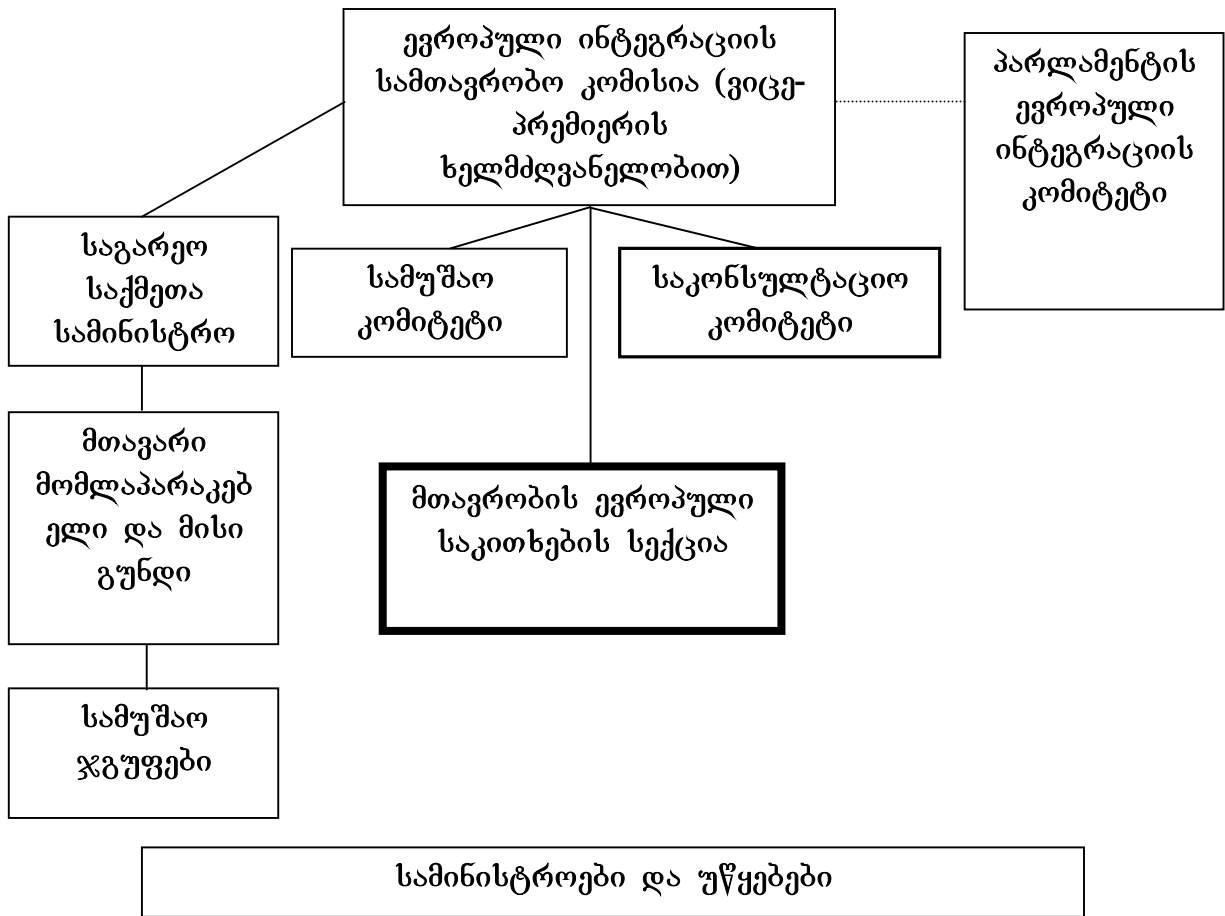 ევროპული ინტეგრაციის
სამთავრობო კომისია (ვიცე-
პრემიერის
ხელმძღვანელობით)
პარლამენტის
ევროპული
ინტეგრაციის
კომიტეტი
საგარეო
საქმეთა
სამინისტრო
სამუშაო
კომიტეტი
საკონსულტაციო
კომიტეტი
მთავარი
მომლაპარაკებ
ელი და მისი
გუნდი
მთავრობის ევროპული
საკითხების სექცია
სამუშაო
ჯგუფები
სამინისტროები და უწყებები